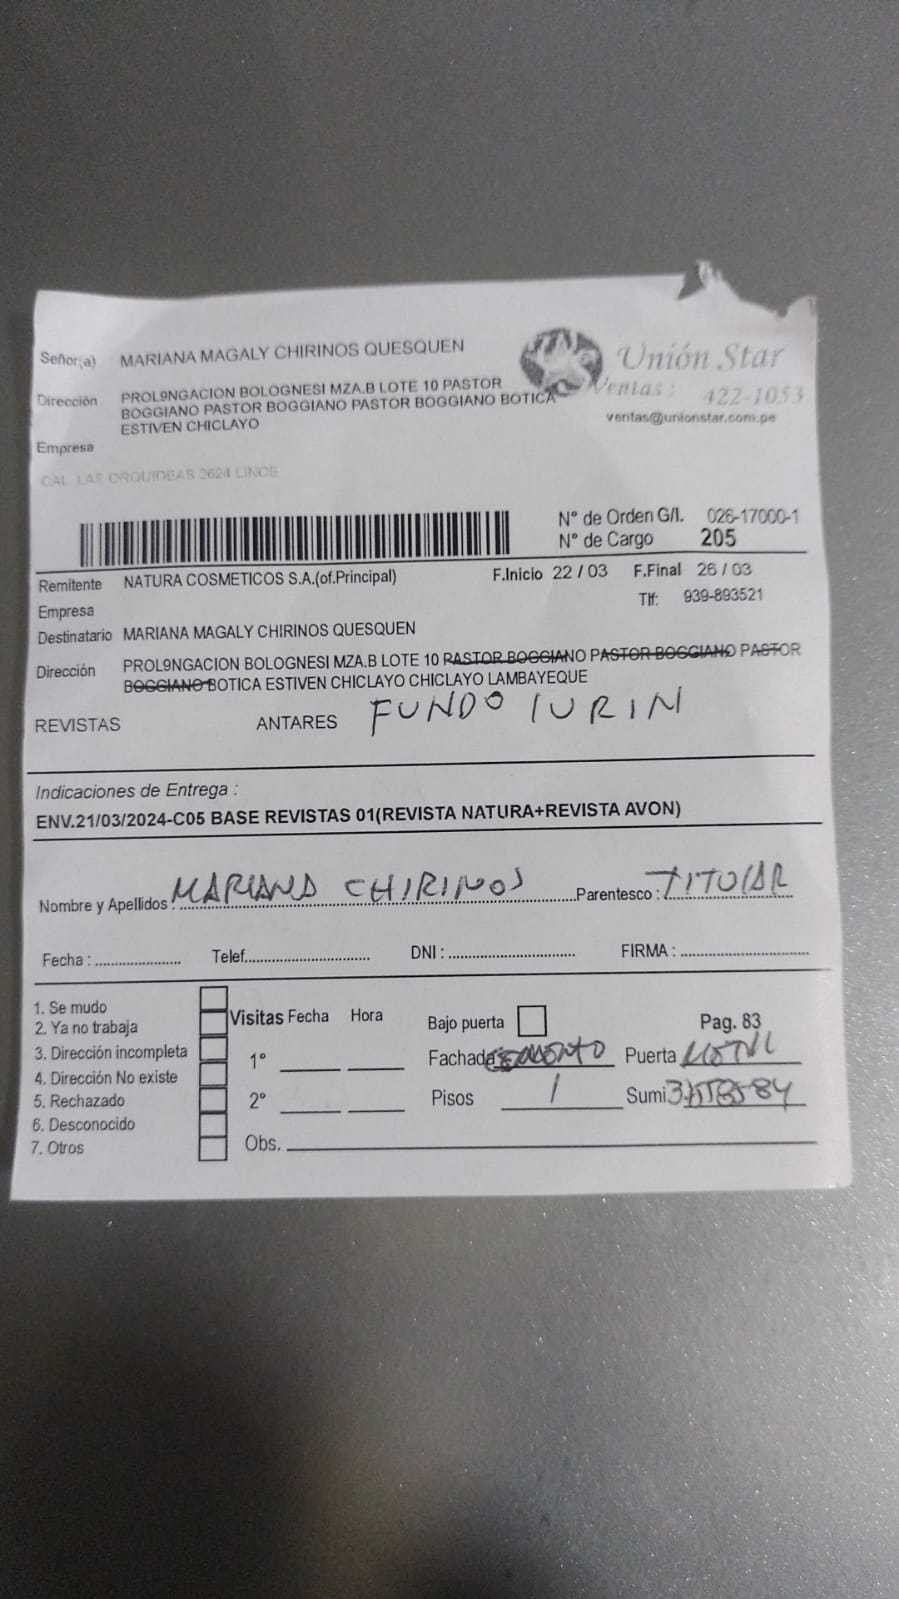 Señor(a) MARIANA MAGALY CHIRINOS QUESQUEN
Unión Star
Ventas : 422-1053
ventas@unionstar.com.pe
Dirección PROL9NGACION BOLOGNESI MZA.B LOTE 10 PASTOR
BOGGIANO PASTOR BOGGIANO PASTOR BOGGIANO BOTICA
ESTIVEN CHICLAYO
Empresa
CAL. LAS ORQUIDEAS 2624 LINCE
N° de Orden G/I. 026-17000-1
N° de Cargo 205
Remitente NATURA COSMETICOS S.A.(of.Principal) F.Inicio 22 / 03 F.Final 26 / 03
Empresa Tlf: 939-893521
Destinatario MARIANA MAGALY CHIRINOS QUESQUEN
Dirección PROL9NGACION BOLOGNESI MZA.B LOTE 10 PASTOR BOGGIANO PASTOR BOGGIANO PASTOR
BOGGIANO BOTICA ESTIVEN CHICLAYO CHICLAYO LAMBAYEQUE
REVISTAS ANTARES FUNDO IURIN
Indicaciones de Entrega :
ENV.21/03/2024-C05 BASE REVISTAS 01(REVISTA NATURA+REVISTA AVON)
Nombre y Apellidos : MARIANA CHIRINOS Parentesco : TITULAR
Fecha : Telef. DNI : FIRMA :
1. Se mudo
2. Ya no trabaja
3. Dirección incompleta
4. Dirección No existe
5. Rechazado
6. Desconocido
7. Otros
Visitas Fecha Hora
1°
2°
Obs.
Bajo puerta Pag. 83
Fachada Puerta
Pisos 1 Sumi